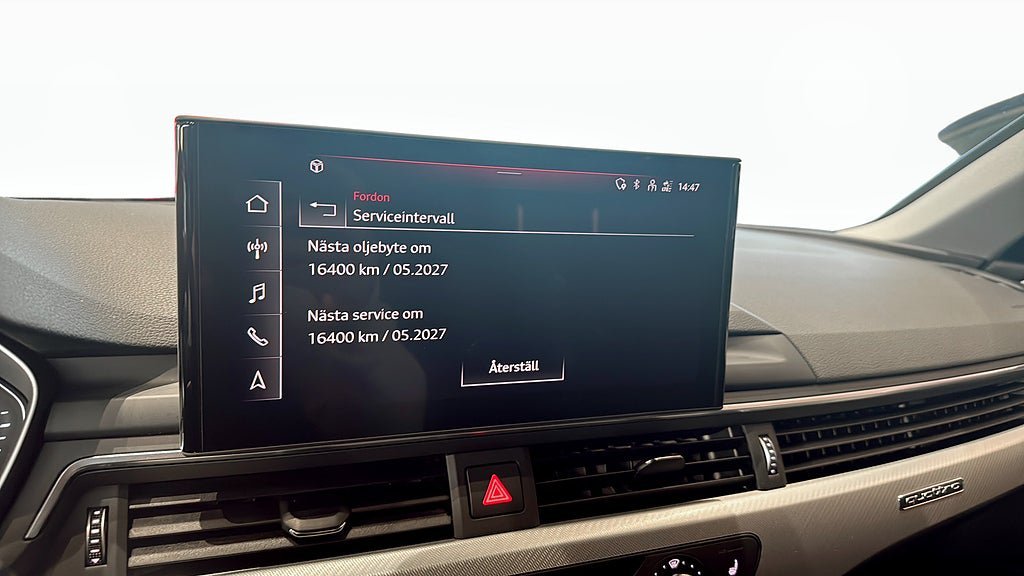 14:47
Fordon
Serviceintervall
Nästa oljebyte om
16400 km / 05.2027
Nästa service om
16400 km / 05.2027
Återställ
quattro